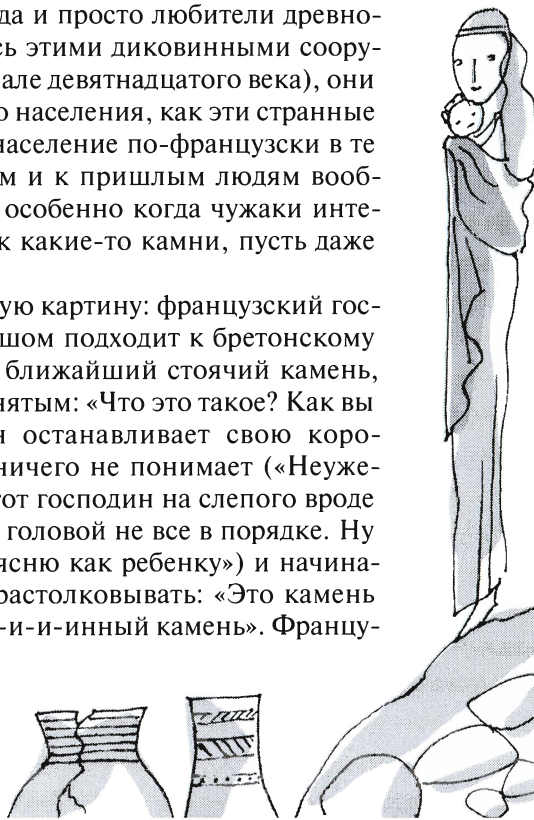 да и просто любители древно-
сь этими диковинными соору-
але девятнадцатого века), они
о населения, как эти странные
население по-французски в те
м и к пришлым людям вооб-
особенно когда чужаки инте-
к какие-то камни, пусть даже
ую картину: французский гос-
шом подходит к бретонскому
ближайший стоячий камень,
нятым: «Что это такое? Как вы
н останавливает свою коро-
ничего не понимает («Неуже-
тот господин на слепого вроде
головой не все в порядке. Ну
ясню как ребенку») и начина-
растолковывать: «Это камень
-и-и-инный камень». Францу-